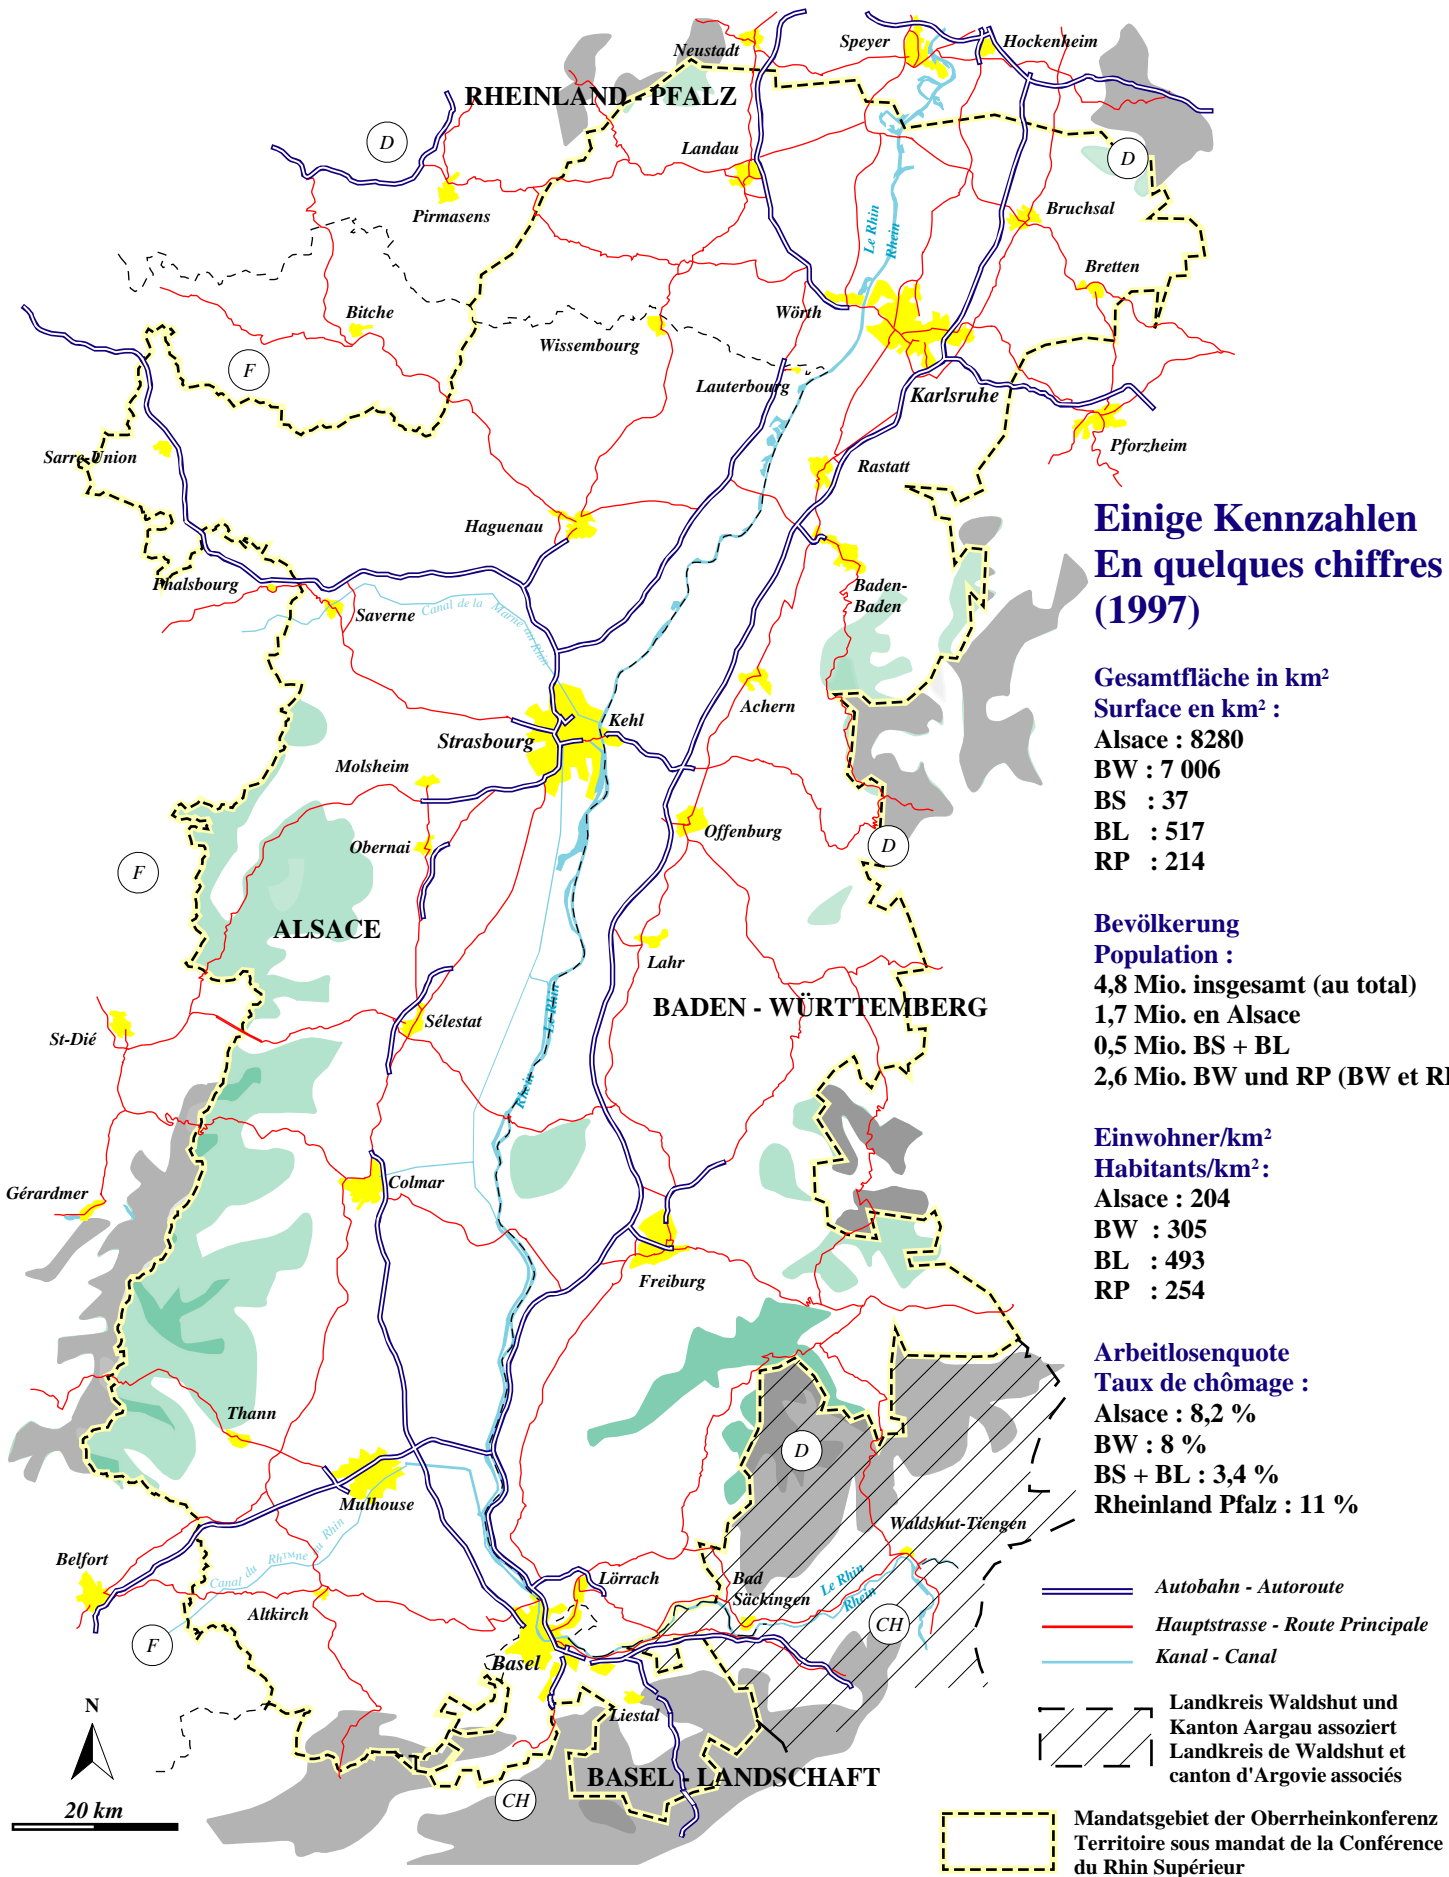 Neustadt
Speyer
Hockenheim
RHEINLAND - PFALZ
D
Landau
D
Pirmasens
Le Rhin
Rhein
Bruchsal
Bretten
Bitche
Wörth
Wissembourg
F
Lauterbourg
Karlsruhe
Sarre-Union
Pforzheim
Rastatt
Haguenau
Phalsbourg
Baden-
Baden
Saverne
Canal de la Marne au Rhin
Achern
Kehl
Strasbourg
Molsheim
Obernai
Offenburg
D
F
ALSACE
Lahr
BADEN - WÜRTTEMBERG
Le Rhin
Rhein
Sélestat
St-Dié
Colmar
Gérardmer
Freiburg
Thann
Mulhouse
D
Waldshut-Tiengen
Belfort
Canal du Rh™ne au Rhin
Altkirch
F
Lörrach
Bad
Säckingen
Le Rhin
Rhein
CH
Basel
Liestal
N
20 km
CH
BASEL - LANDSCHAFT
Einige Kennzahlen
En quelques chiffres
(1997)
Gesamtfläche in km²
Surface en km² :
Alsace : 8280
BW : 7 006
BS : 37
BL : 517
RP : 214
Bevölkerung
Population :
4,8 Mio. insgesamt (au total)
1,7 Mio. en Alsace
0,5 Mio. BS + BL
2,6 Mio. BW und RP (BW et
Einwohner/km²
Habitants/km²:
Alsace : 204
BW : 305
BL : 493
RP : 254
Arbeitlosenquote
Taux de chômage :
Alsace : 8,2 %
BW : 8 %
BS + BL : 3,4 %
Rheinland Pfalz : 11 %
Autobahn - Autoroute
Hauptstrasse - Route Principale
Kanal - Canal
Landkreis Waldshut und
Kanton Aargau assoziert
Landkreis de Waldshut et
canton d'Argovie associés
Mandatsgebiet der Oberrheinkonferenz
Territoire sous mandat de la Conférence
du Rhin Supérieur